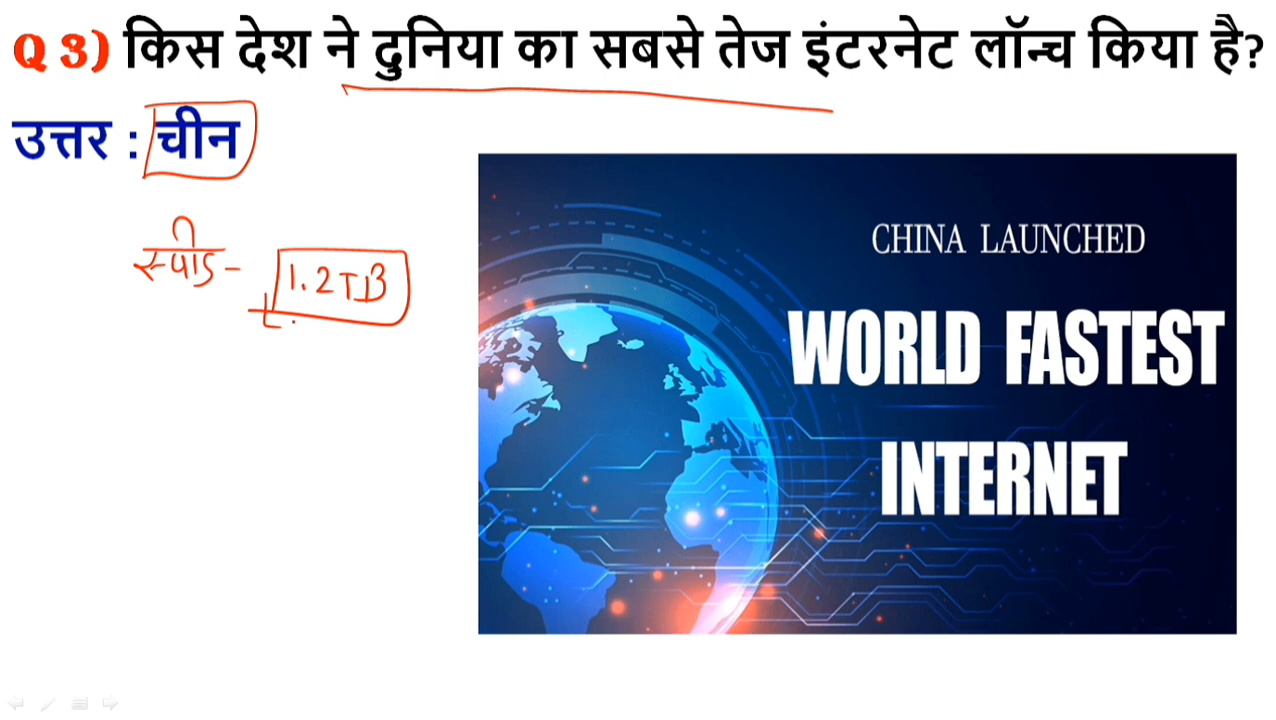 Q 3) किस देश ने दुनिया का सबसे तेज इंटरनेट लॉन्च किया है?
उत्तर : चीन
स्पीड - 1.2TB
CHINA LAUNCHED
WORLD FASTEST
INTERNET